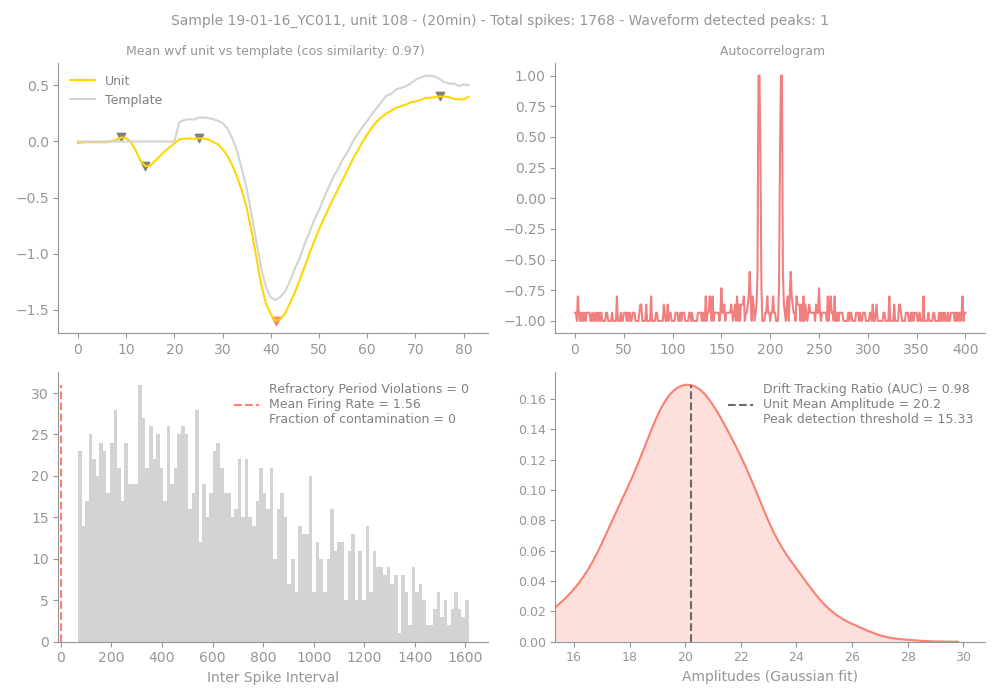 Sample 19-01-16_YC011, unit 108 - (20min) - Total spikes: 1768 - Waveform detected peaks: 1
Mean wvf unit vs template (cos similarity: 0.97)
Unit
Template
0.5
0.0
−0.5
−1.0
−1.5
0 10 20 30 40 50 60 70 80
Autocorrelogram
1.00
0.75
0.50
0.25
0.00
−0.25
−0.50
−0.75
−1.00
0 50 100 150 200 250 300 350 400
Refractory Period Violations = 0
Mean Firing Rate = 1.56
Fraction of contamination = 0
30
25
20
15
10
5
0
0 200 400 600 800 1000 1200 1400 1600
Inter Spike Interval
Drift Tracking Ratio (AUC) = 0.98
Unit Mean Amplitude = 20.2
Peak detection threshold = 15.33
0.16
0.14
0.12
0.10
0.08
0.06
0.04
0.02
0.00
16 18 20 22 24 26 28 30
Amplitudes (Gaussian fit)